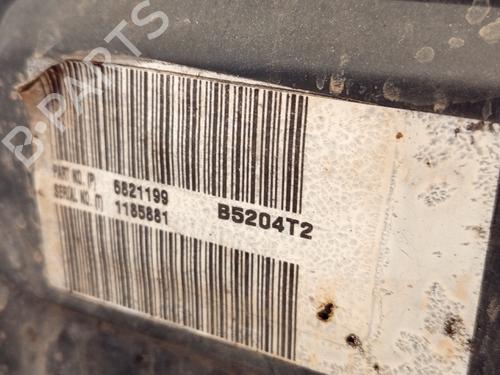 B-PARTS
PART NO. (P) 6821199
SERIAL NO. (T) 1185881
B5204T2